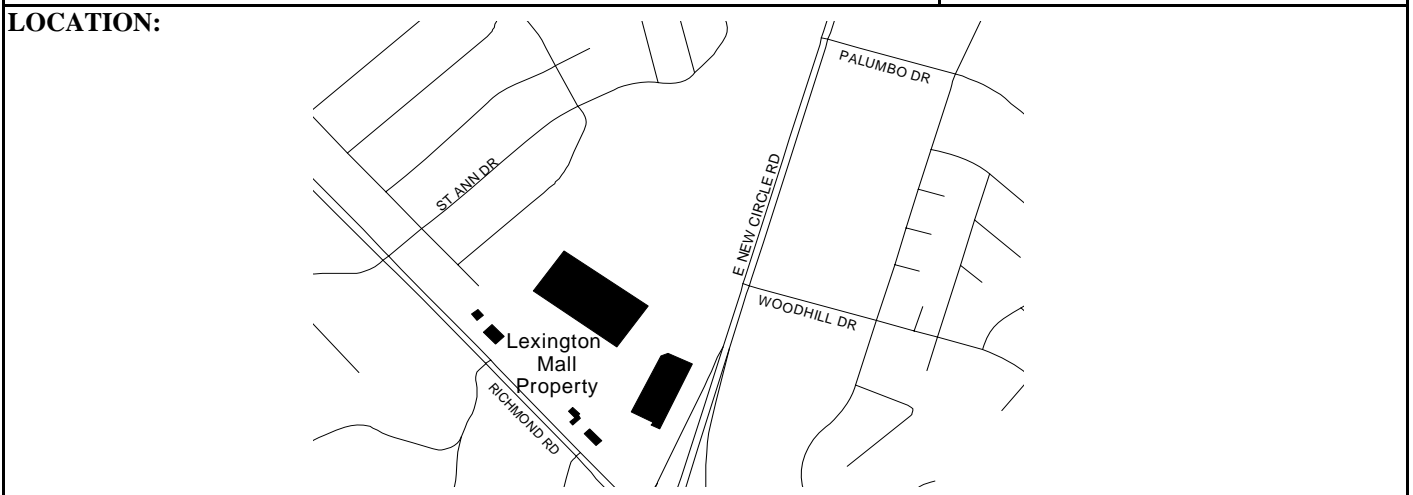 LOCATION:
PALUMBO DR
ST ANN DR
E NEW CIRCLE RD
WOODHILL DR
Lexington
Mall
Property
RICHMOND RD